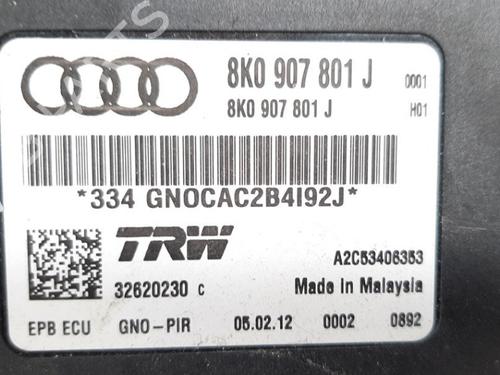 8K0 907 801 J 0001
8K0 907 801 J H01
*334 GNOCAC2B4I92J*
TRW
A2C53406353
32620230 C Made in Malaysia
EPB ECU GNO-PIR 05.02.12 0002 0892